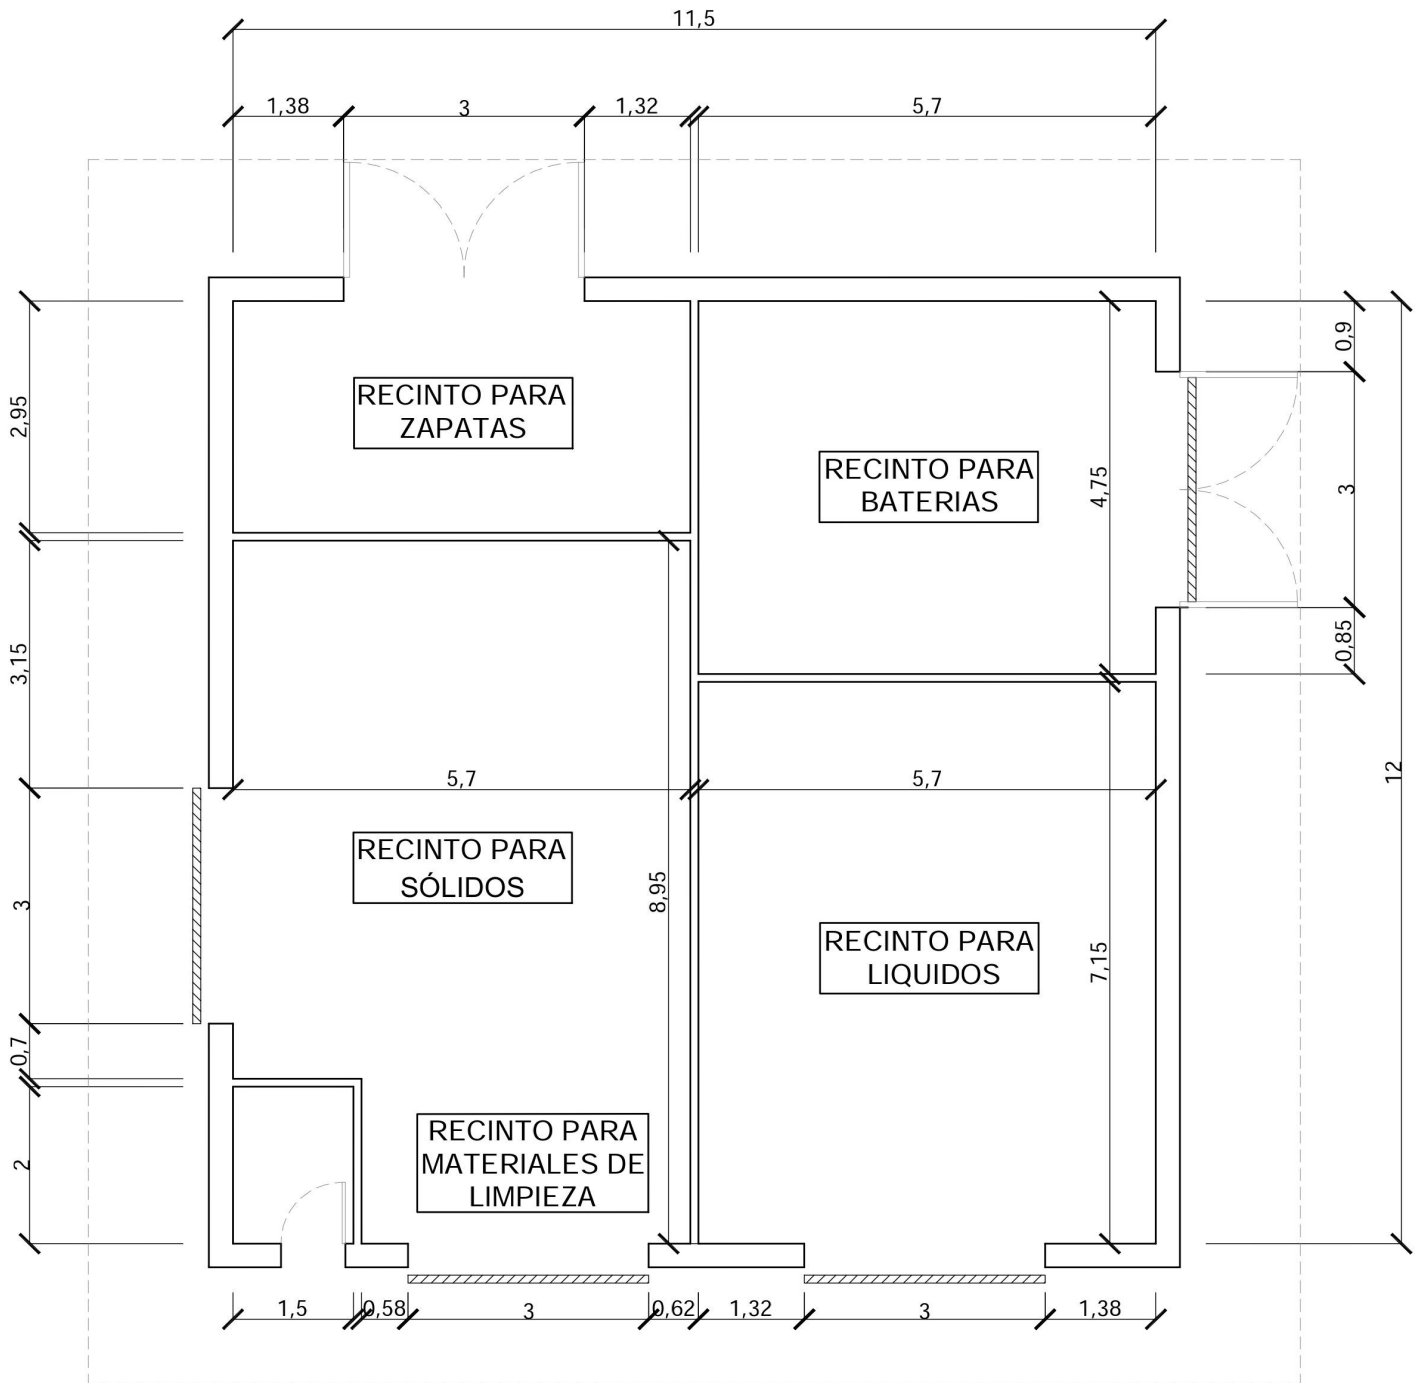 11,5
1,38
3
1,32
5,7
2,95
3,15
3
0,7
2
RECINTO PARA
ZAPATAS
RECINTO PARA
BATERIAS
4,75
0,9
3
0,85
12
5,7
5,7
RECINTO PARA
SÓLIDOS
8,95
RECINTO PARA
LIQUIDOS
7,15
RECINTO PARA
MATERIALES DE
LIMPIEZA
1,5
0,58
3
0,62
1,32
3
1,38